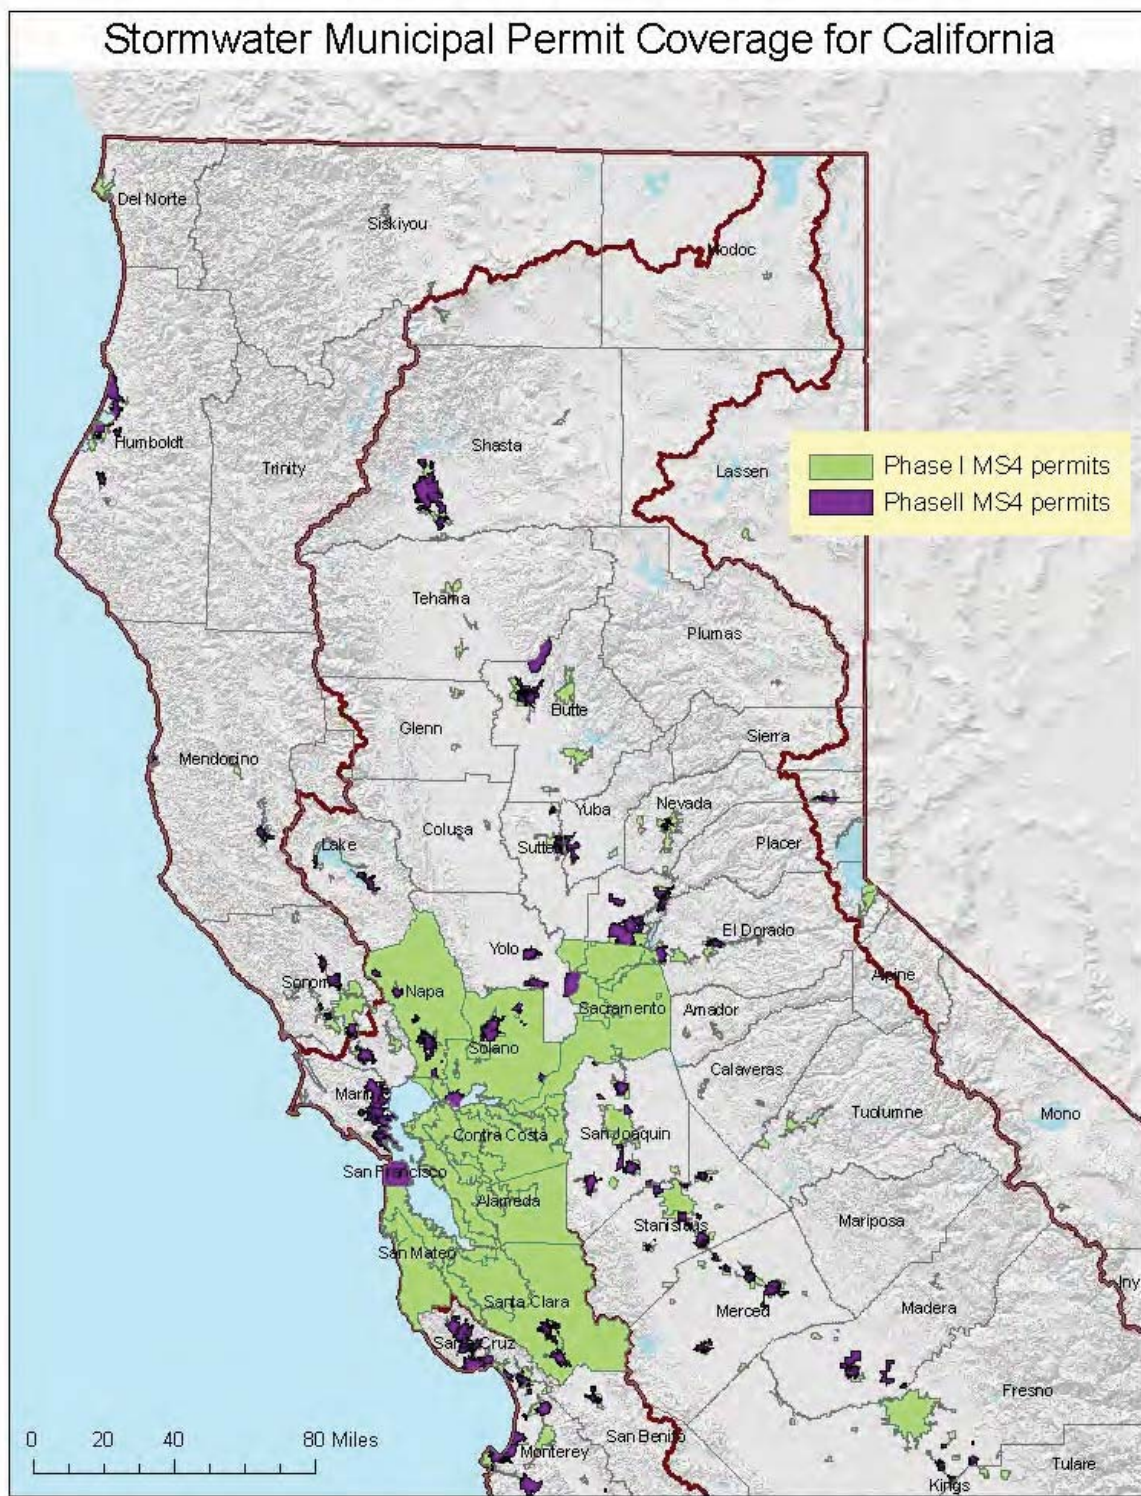 Stormwater Municipal Permit Coverage for California
Del Norte
Siskiyou
Modoc
Humboldt
Trinity
Shasta
Lassen
Phase I MS4 permits
PhaseII MS4 permits
Tehama
Plumas
Glenn
Butte
Sierra
Mendocino
Colusa
Sutter
Yuba
Nevada
Placer
Lake
Yolo
El Dorado
Sonom
Napa
Sacramento
Amador
Alpine
Solano
Calaveras
Marin
Contra Costa
San Joaquin
Tuolumne
Mono
San Francisco
Alameda
Stanislaus
Mariposa
San Mateo
Santa Clara
Merced
Madera
Iny
Santa Cruz
Fresno
San Benito
Monterey
Kings
Tulare
0 20 40 80 Miles